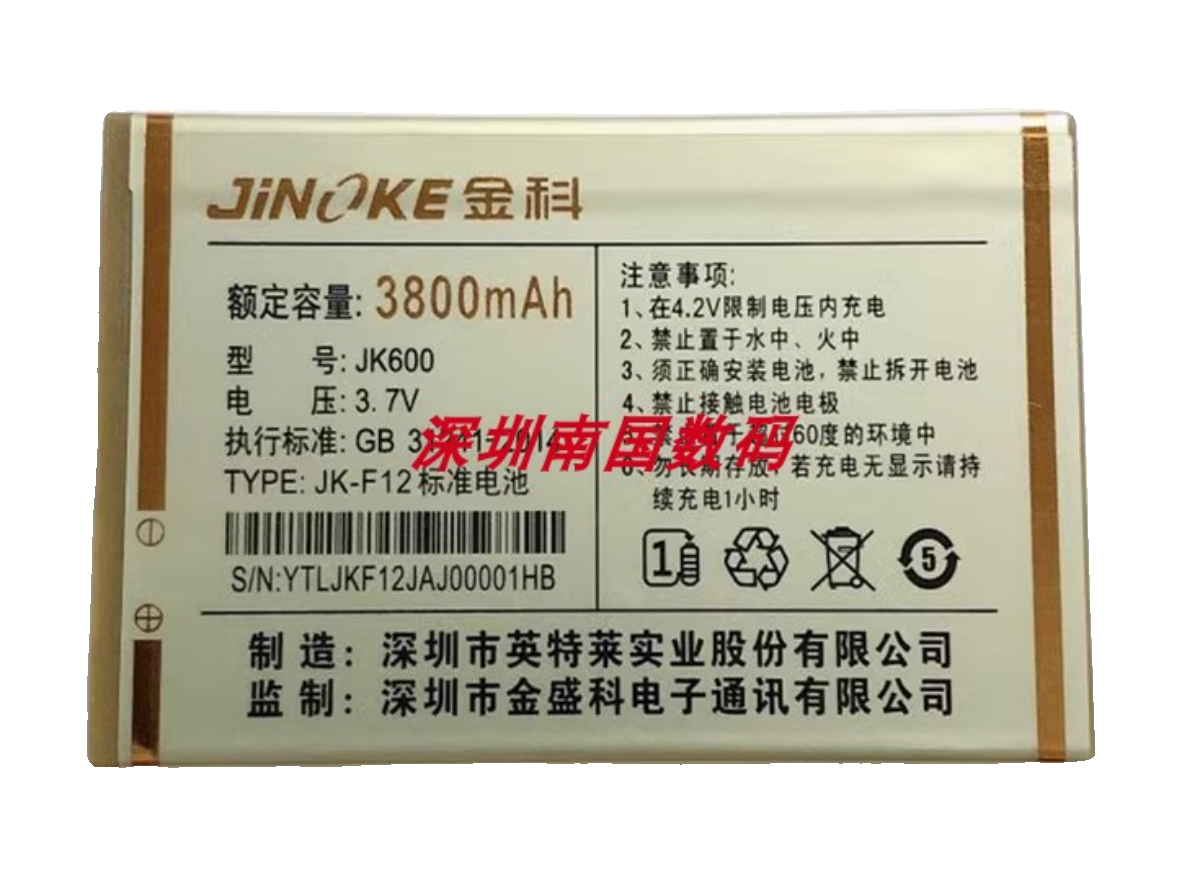 JiNOKE 金科
额定容量: 3800mAh
型 号: JK600
电 压: 3.7V
执行标准: GB
TYPE: JK-F12标准电池
S/N:YTLJKF12JAJ00001HB
注意事项:
1、在4.2V限制电压内充电
2、禁止置于水中、火中
3、须正确安装电池，禁止拆开电池
4、禁止接触电池电极
60度的环境中
若充电无显示请持
续充电1小时
1
5
深圳南国数码
制 造：深圳市英特莱实业股份有限公司
监 制：深圳市金盛科电子通讯有限公司